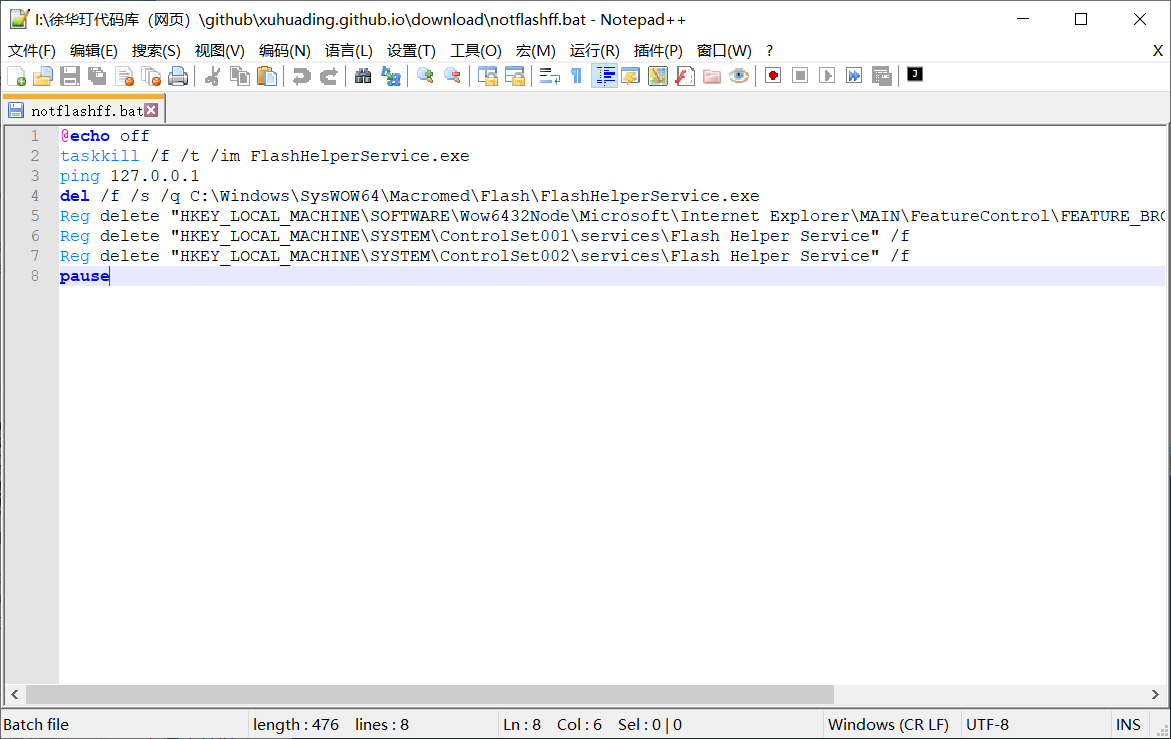 I:\徐华玎代码库（网页）\github\xuhuading.github.io\download\notflashff.bat - Notepad++
文件(F) 编辑(E) 搜索(S) 视图(V) 编码(N) 语言(L) 设置(T) 工具(O) 宏(M) 运行(R) 插件(P) 窗口(W) ? X
notflashff.bat
1 @echo off
2 taskkill /f /t /im FlashHelperService.exe
3 ping 127.0.0.1
4 del /f /s /q C:\Windows\SysWOW64\Macromed\Flash\FlashHelperService.exe
5 Reg delete "HKEY_LOCAL_MACHINE\SOFTWARE\Wow6432Node\Microsoft\Internet Explorer\MAIN\FeatureControl\FEATURE_BRO
6 Reg delete "HKEY_LOCAL_MACHINE\SYSTEM\ControlSet001\services\Flash Helper Service" /f
7 Reg delete "HKEY_LOCAL_MACHINE\SYSTEM\ControlSet002\services\Flash Helper Service" /f
8 pause
Batch file length : 476 lines : 8 Ln : 8 Col : 6 Sel : 0 | 0 Windows (CR LF) UTF-8 INS